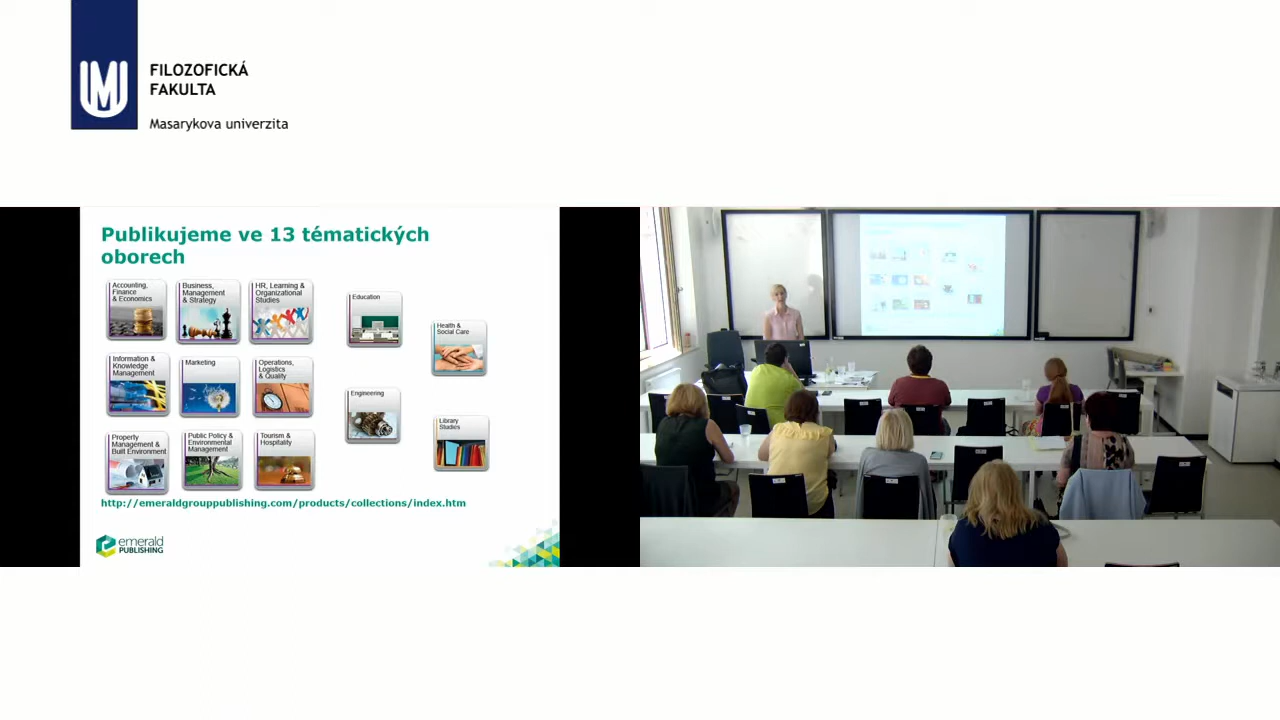 FILOZOFICKÁ
FAKULTA
Masarykova univerzita
Publikujeme ve 13 tématických
oborech
Accounting,
Finance
& Economics
Business,
Management
& Strategy
HR, Learning &
Organizational
Studies
Education
Health &
Social Care
Information &
Knowledge
Management
Marketing
Operations,
Logistics
& Quality
Engineering
Library
Studies
Property
Management &
Built Environment
Public Policy &
Environmental
Management
Tourism &
Hospitality
http://emeraldgrouppublishing.com/products/collections/index.htm
emerald
PUBLISHING